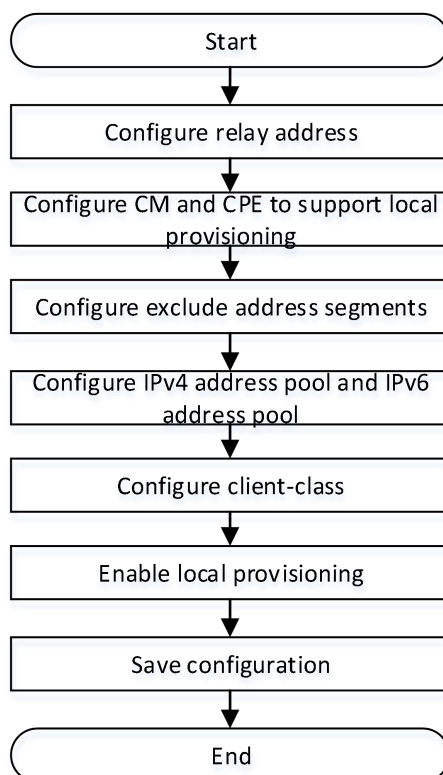 Start
Configure relay address
Configure CM and CPE to support local
provisioning
Configure exclude address segments
Configure IPv4 address pool and IPv6
address pool
Configure client-class
Enable local provisioning
Save configuration
End